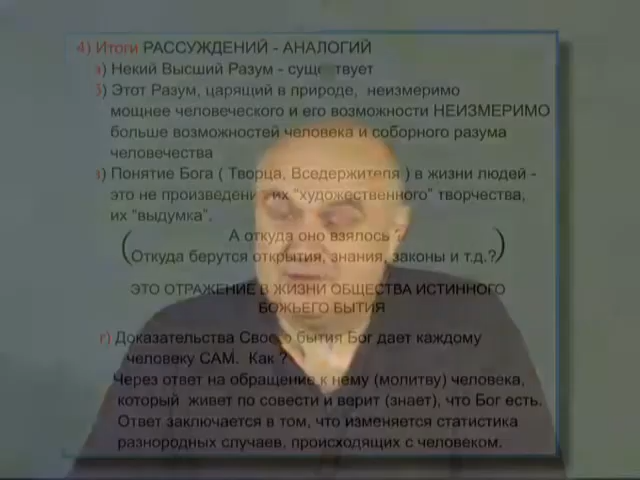 4) Итоги РАССУЖДЕНИЙ - АНАЛОГИЙ
а) Некий Высший Разум - существует
б) Этот Разум, царящий в природе, неизмеримо
мощнее человеческого и его возможности НЕИЗМЕРИМО
больше возможностей человека и соборного разума
человечества
в) Понятие Бога ( Творца, Вседержителя ) в жизни людей -
это не произведение их "художественного" творчества,
их "выдумка".
А откуда оно взялось ?
(Откуда берутся открытия, знания, законы и т.д.?)
ЭТО ОТРАЖЕНИЕ В ЖИЗНИ ОБЩЕСТВА ИСТИННОГО
БОЖЬЕГО БЫТИЯ
г) Доказательства Своего бытия Бог дает каждому
человеку САМ. Как ?
Через ответ на обращение к нему (молитву) человека,
который живет по совести и верит (знает), что Бог есть.
Ответ заключается в том, что изменяется статистика
разнородных случаев, происходящих с человеком.